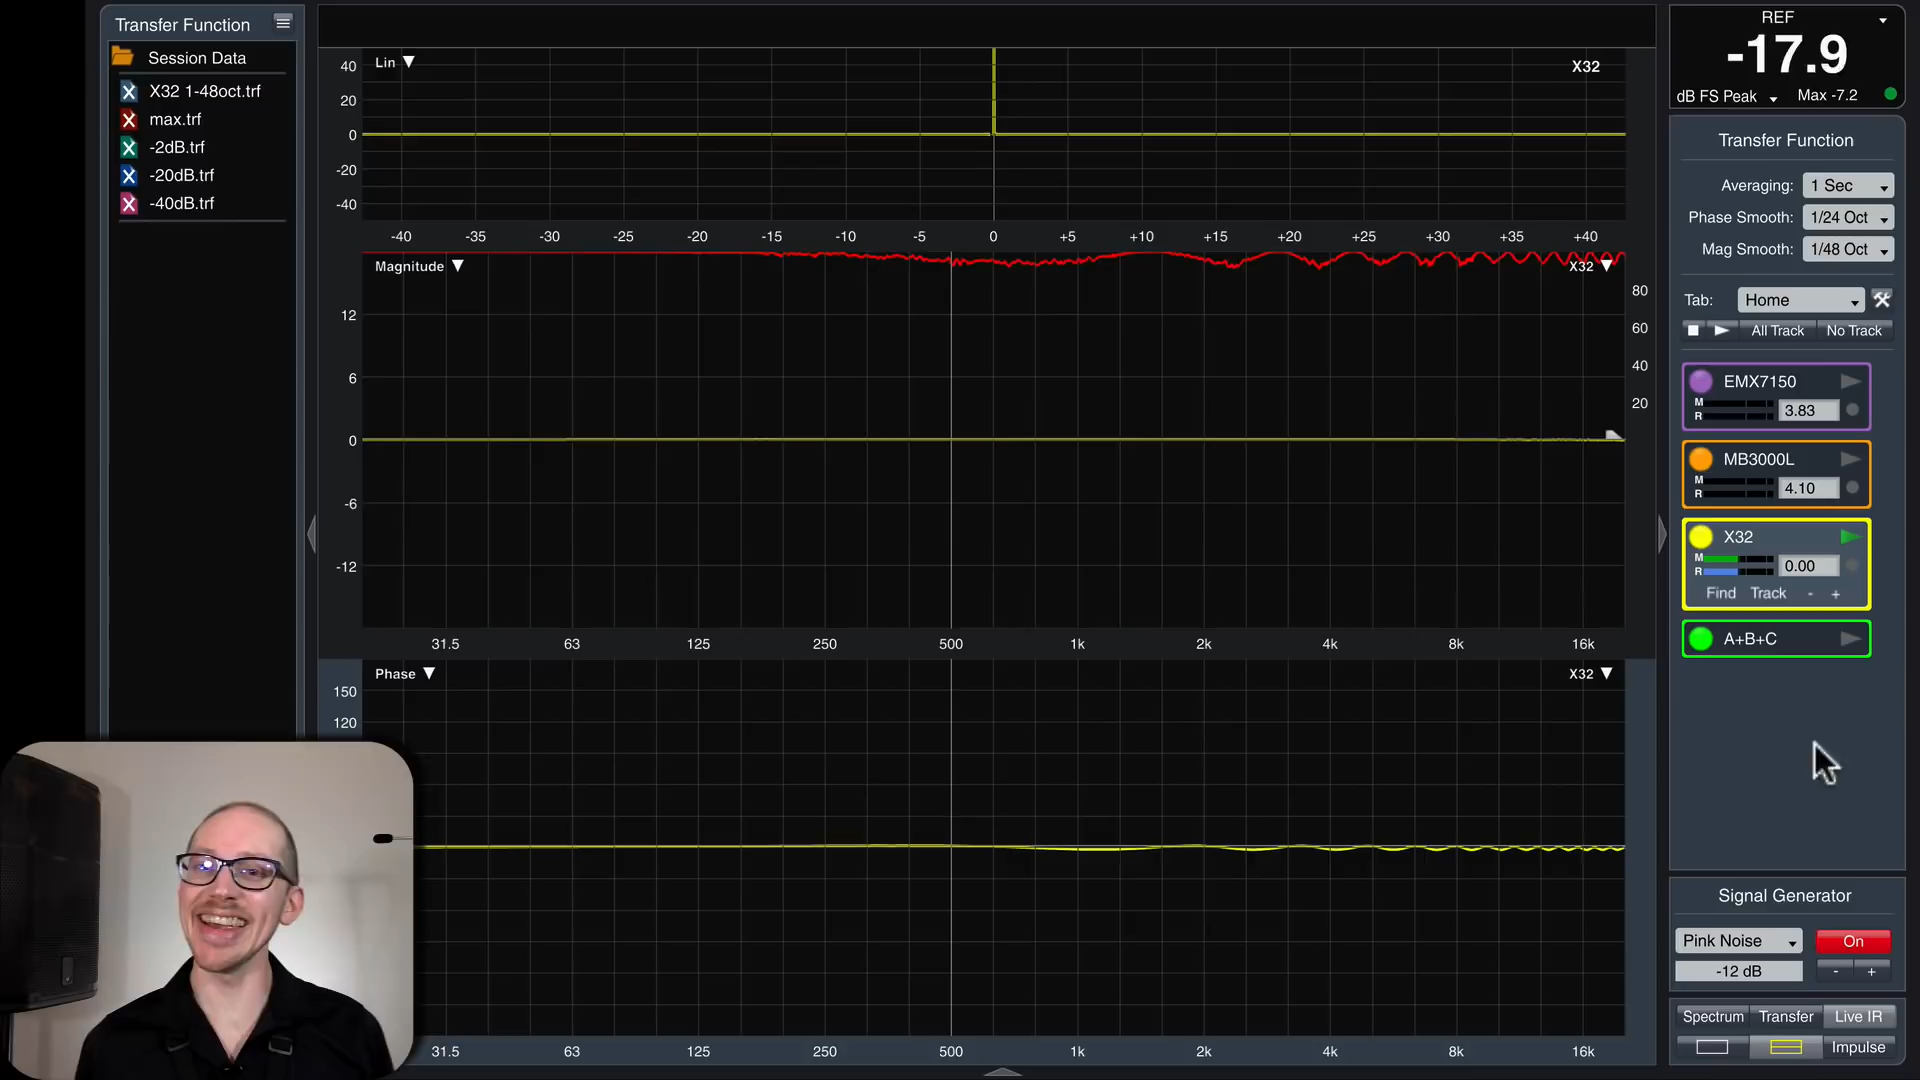 Transfer Function
Session Data
X32 1-48oct.trf
max.trf
-2dB.trf
-20dB.trf
-40dB.trf
Lin
X32
40
20
0
-20
-40
-40 -35 -30 -25 -20 -15 -10 -5 0 +5 +10 +15 +20 +25 +30 +35 +40
Magnitude
X32
12
6
0
-6
-12
80
60
40
20
31.5 63 125 250 500 1k 2k 4k 8k 16k
Phase
X32
150
120
31.5 63 125 250 500 1k 2k 4k 8k 16k
REF
-17.9
dB FS Peak Max -7.2
Transfer Function
Averaging: 1 Sec
Phase Smooth: 1/24 Oct
Mag Smooth: 1/48 Oct
Tab: Home
All Track No Track
EMX7150
M
R 3.83
MB3000L
M
R 4.10
X32
M
R 0.00
Find Track - +
A+B+C
Signal Generator
Pink Noise On
-12 dB - +
Spectrum Transfer Live IR
Impulse